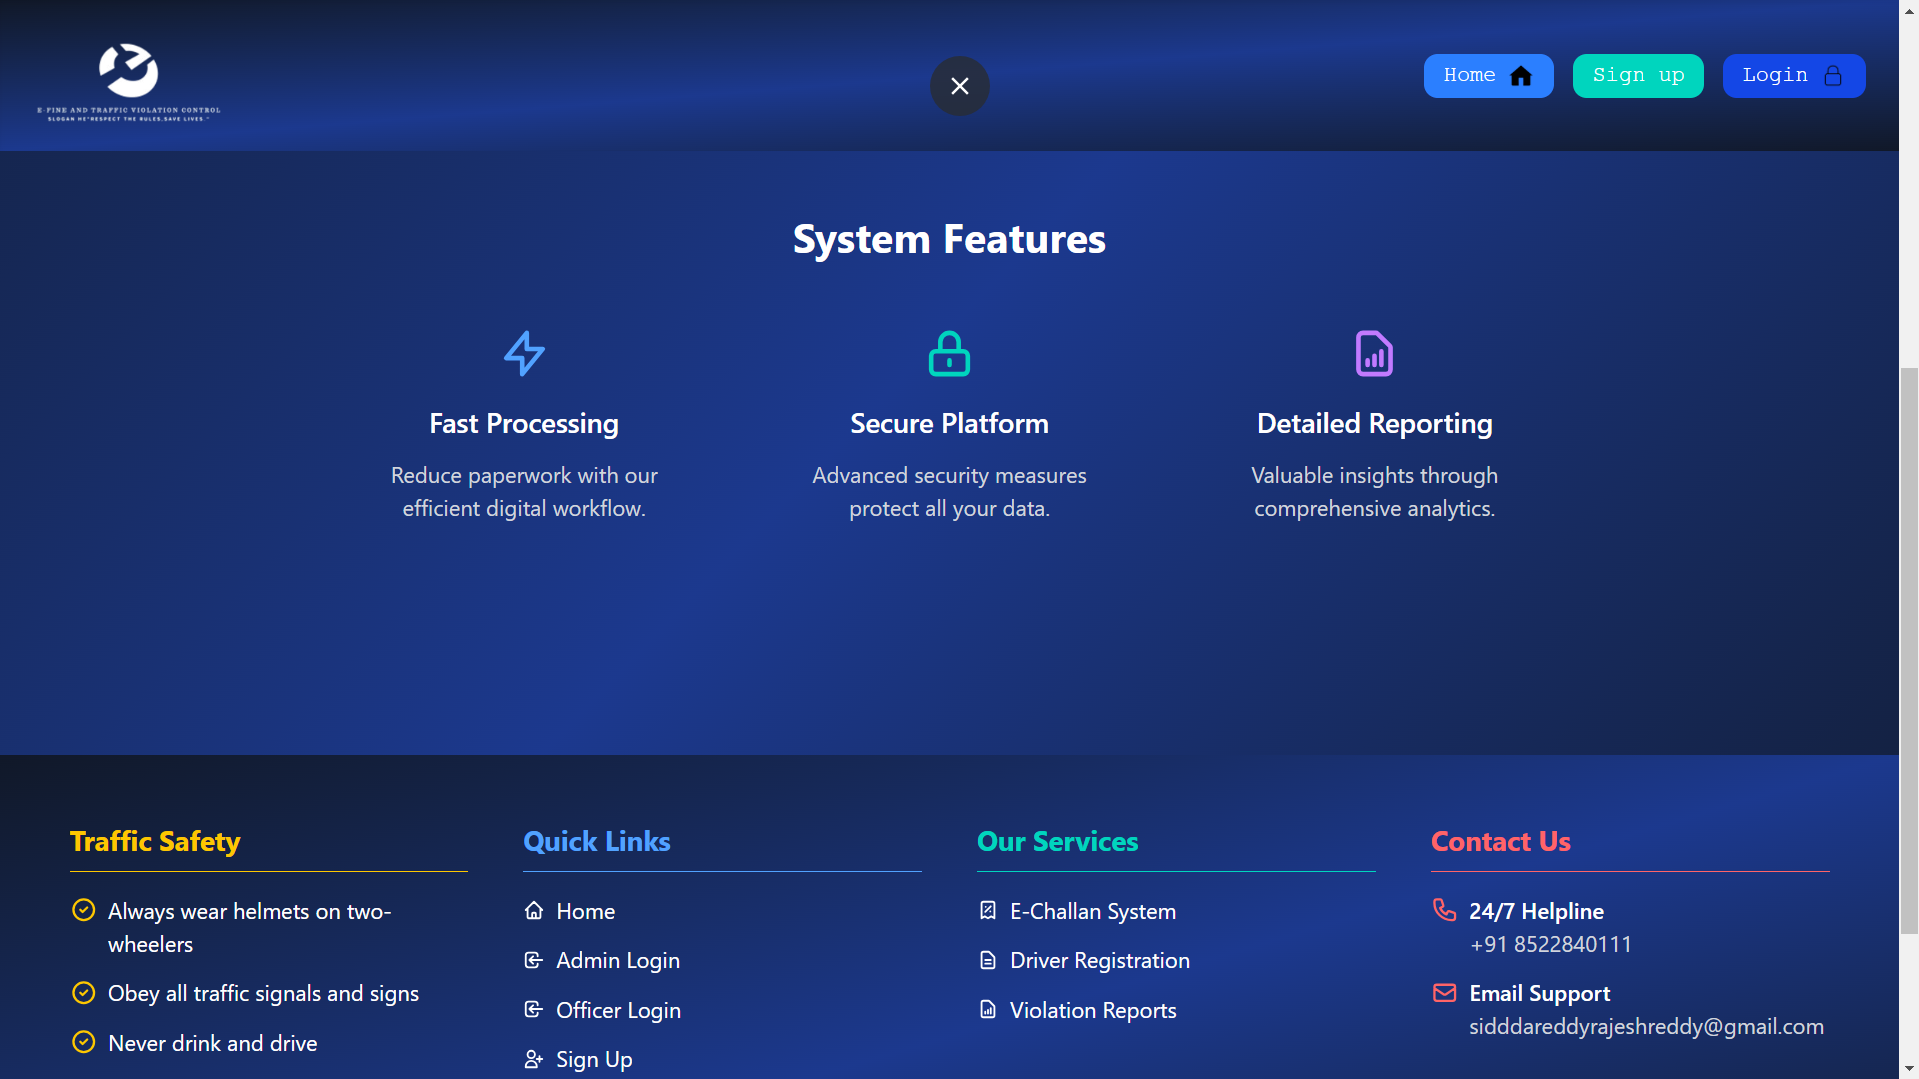 E-FINE AND TRAFFIC VIOLATION CONTROL
SLOGAN HE"RESPECT THE RULES,SAVE LIVES."
Home
Sign up
Login
System Features
Fast Processing
Reduce paperwork with our
efficient digital workflow.
Secure Platform
Advanced security measures
protect all your data.
Detailed Reporting
Valuable insights through
comprehensive analytics.
Traffic Safety
Always wear helmets on two-
wheelers
Obey all traffic signals and signs
Never drink and drive
Quick Links
Home
Admin Login
Officer Login
Sign Up
Our Services
E-Challan System
Driver Registration
Violation Reports
Contact Us
24/7 Helpline
+91 8522840111
Email Support
sidddareddyrajeshreddy@gmail.com